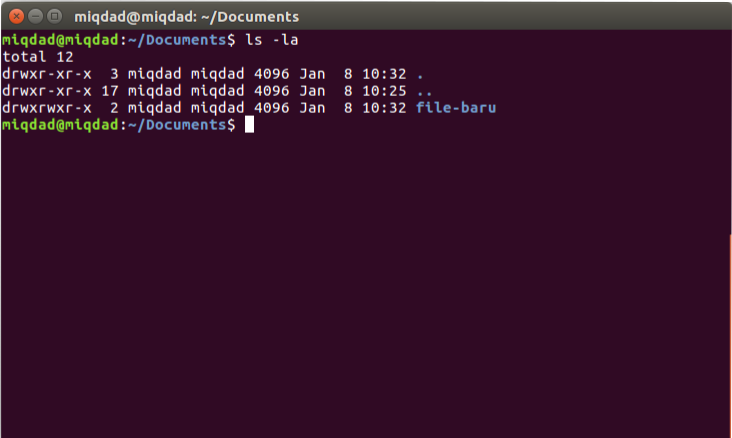 miqdad@miqdad: ~/Documents
miqdad@miqdad:~/Documents$ ls -la
total 12
drwxr-xr-x  3 miqdad miqdad 4096 Jan  8 10:32 .
drwxr-xr-x 17 miqdad miqdad 4096 Jan  8 10:25 ..
drwxrwxr-x  2 miqdad miqdad 4096 Jan  8 10:32 file-baru
miqdad@miqdad:~/Documents$